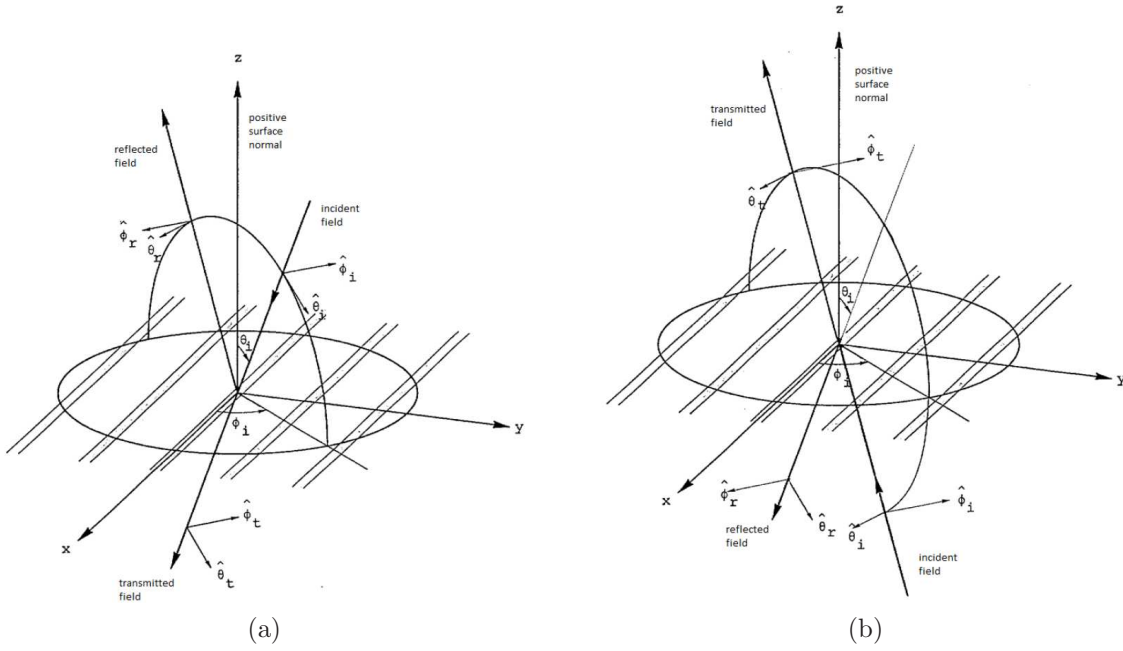 z
positive
surface
normal
reflected
field
incident
field
φ̂r
θ̂r
φ̂i
θ̂i
θi
φi
y
x
φ̂t
θ̂t
transmitted
field
(a)
z
positive
surface
normal
transmitted
field
φ̂t
θ̂t
θi
φi
y
x
φ̂r
θ̂r
reflected
field
φ̂i
θ̂i
incident
field
(b)